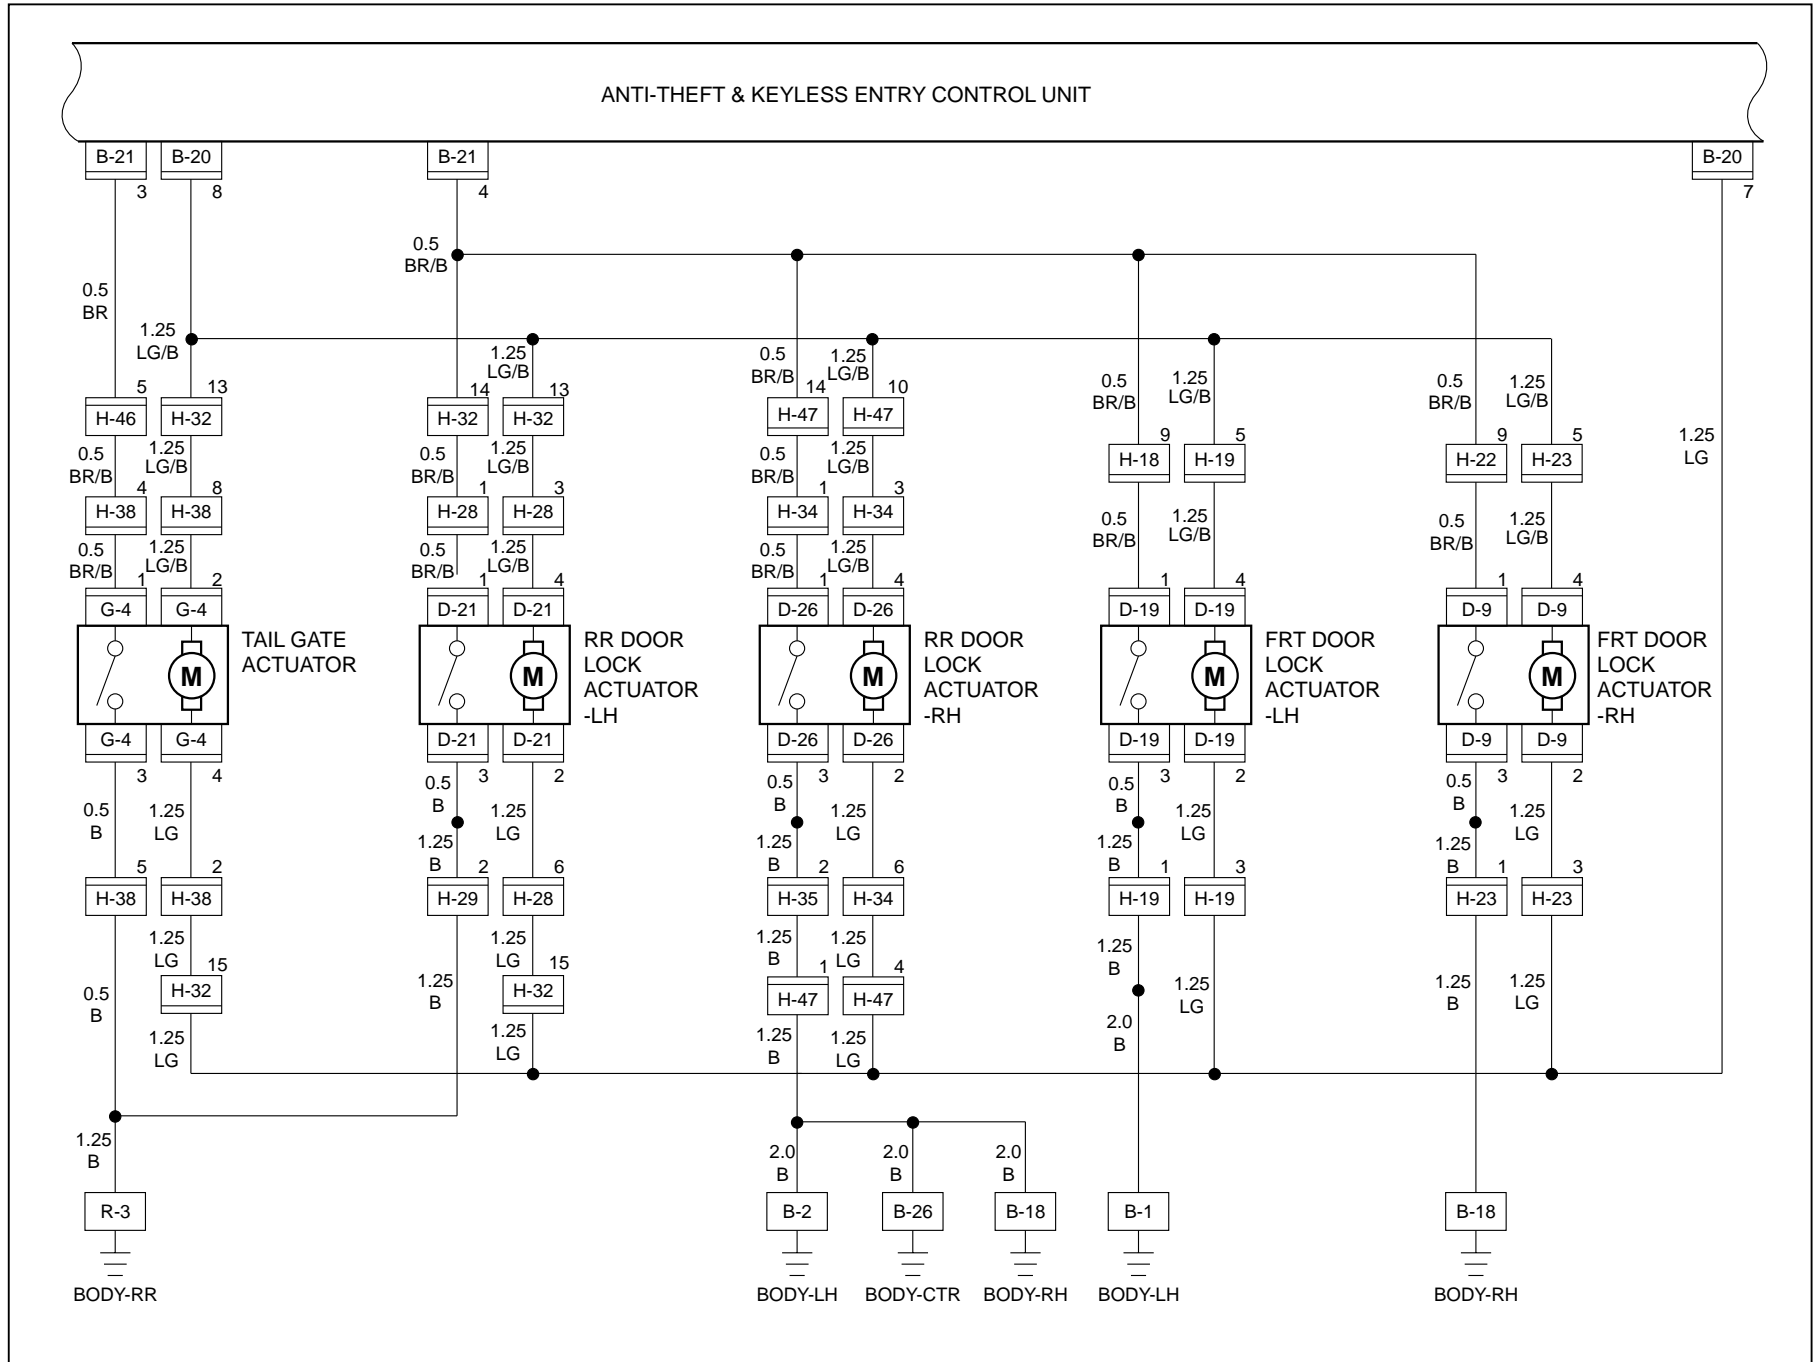 ANTI-THEFT & KEYLESS ENTRY CONTROL UNIT
B-21 B-20 B-21 B-20
3 8 4 7
0.5
BR/B
0.5
BR
1.25
LG/B
1.25
LG/B
0.5
BR/B
1.25
LG/B
0.5
BR/B
1.25
LG/B
0.5
BR/B
1.25
LG/B
5 13 14 13 14 10
H-46 H-32 H-32 H-32 H-47 H-47
9 5 9 5
H-18 H-19 H-22 H-23
1.25
LG
0.5
BR/B
1.25
LG/B
0.5
BR/B
1.25
LG/B
0.5
BR/B
1.25
LG/B
4 8 1 3 1 3
H-38 H-38 H-28 H-28 H-34 H-34
0.5
BR/B
1.25
LG/B
0.5
BR/B
1.25
LG/B
0.5
BR/B
1.25
LG/B
0.5
BR/B
1.25
LG/B
0.5
BR/B
1.25
LG/B
1 2 1 4 1 4 1 4 1 4
G-4 G-4 D-21 D-21 D-26 D-26 D-19 D-19 D-9 D-9
M
TAIL GATE
ACTUATOR
M
RR DOOR
LOCK
ACTUATOR
-LH
M
RR DOOR
LOCK
ACTUATOR
-RH
M
FRT DOOR
LOCK
ACTUATOR
-LH
M
FRT DOOR
LOCK
ACTUATOR
-RH
G-4 G-4 D-21 D-21 D-26 D-26 D-19 D-19 D-9 D-9
3 4 3 2 3 2 3 2 3 2
0.5
B
1.25
LG
0.5
B
1.25
B
1.25
LG
0.5
B
1.25
B
1.25
LG
0.5
B
1.25
B
1.25
LG
0.5
B
1.25
B
1.25
LG
5 2 2 6 2 6 1 3 1 3
H-38 H-38 H-29 H-28 H-35 H-34 H-19 H-19 H-23 H-23
1.25
LG
1.25
LG
1.25
B
1.25
LG
1.25
B
15 15 1 4
H-32 H-32 H-47 H-47
0.5
B
1.25
B
1.25
LG
1.25
B
1.25
LG
1.25
LG
1.25
LG
1.25
B
1.25
LG
2.0
B
1.25
B
2.0
B
2.0
B
2.0
B
R-3 B-2 B-26 B-18 B-1 B-18
BODY-RR BODY-LH BODY-CTR BODY-RH BODY-LH BODY-RH